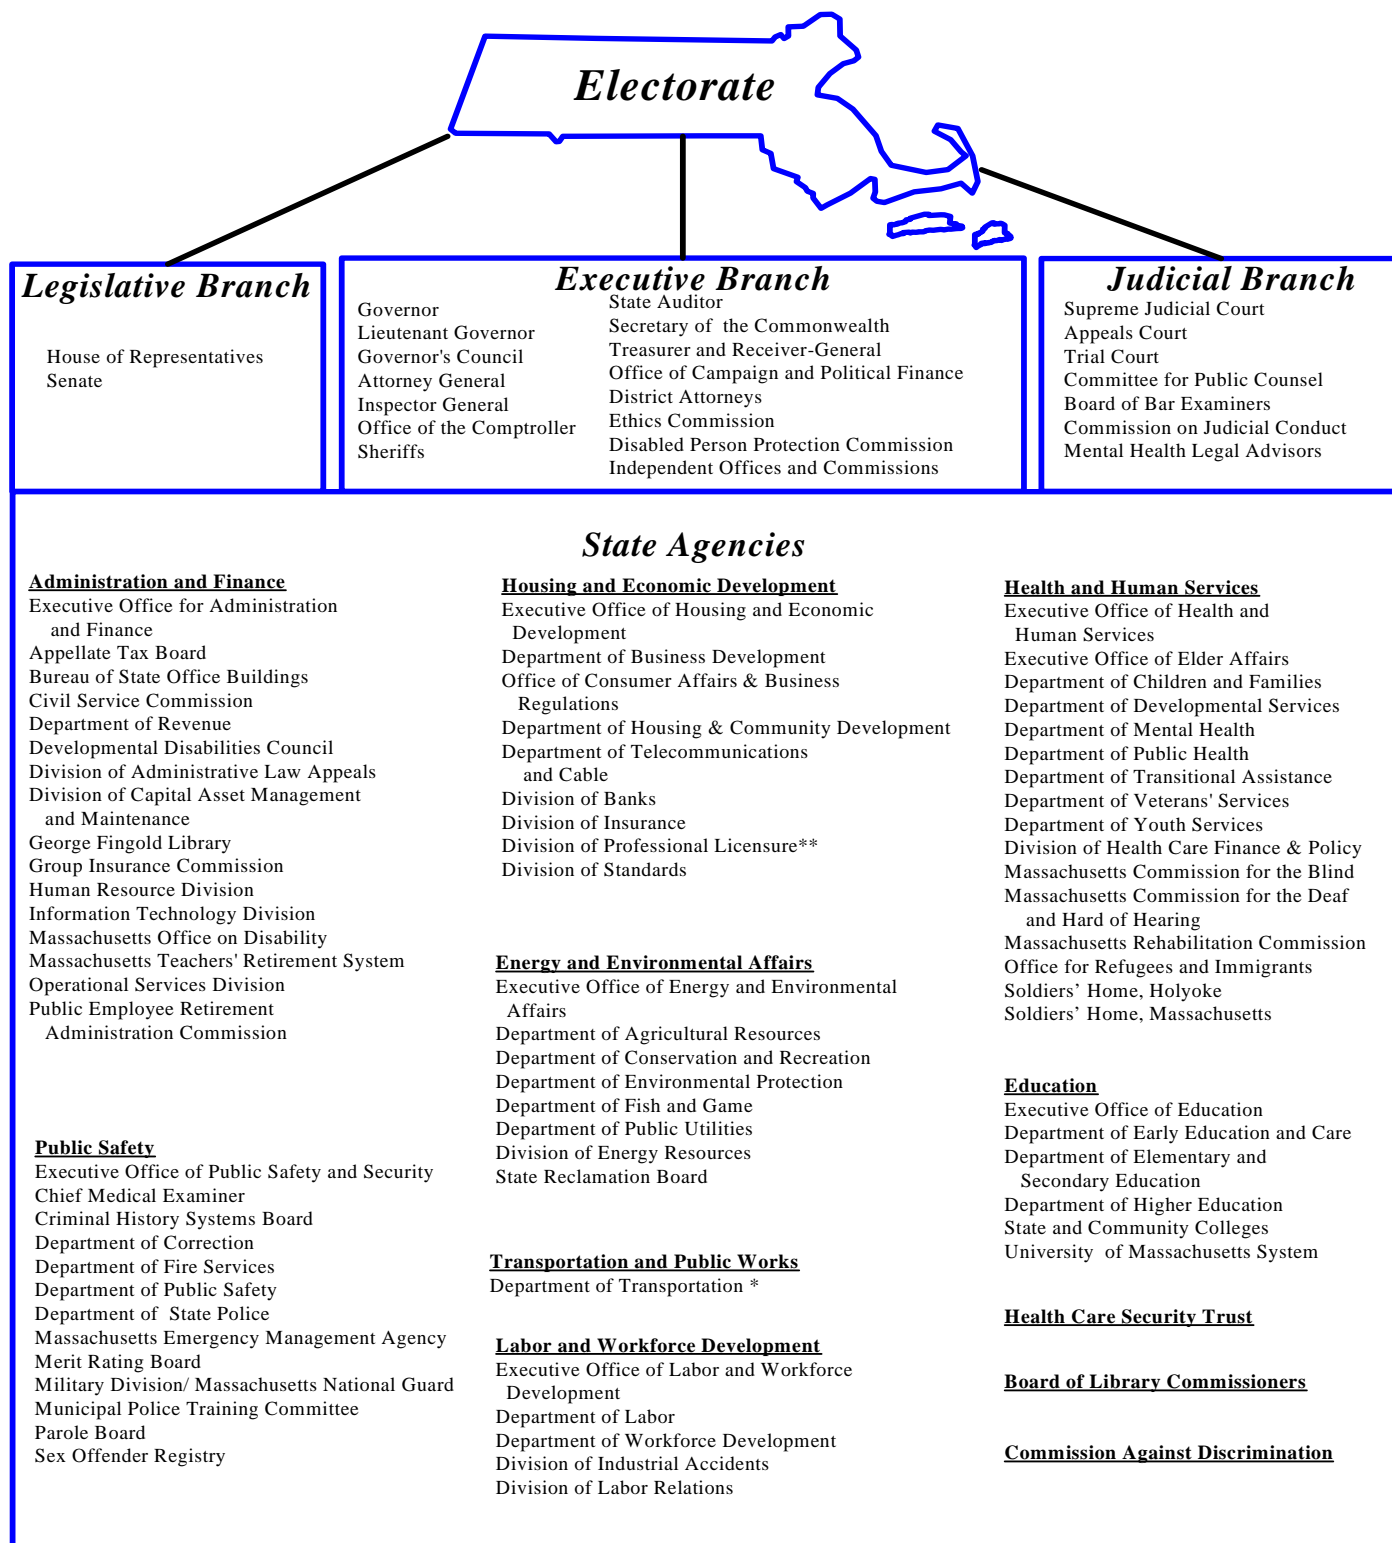 Electorate
Legislative Branch
House of Representatives
Senate
Executive Branch
Governor
Lieutenant Governor
Governor's Council
Attorney General
Inspector General
Office of the Comptroller
Sheriffs
State Auditor
Secretary of the Commonwealth
Treasurer and Receiver-General
Office of Campaign and Political Finance
District Attorneys
Ethics Commission
Disabled Person Protection Commission
Independent Offices and Commissions
Judicial Branch
Supreme Judicial Court
Appeals Court
Trial Court
Committee for Public Counsel
Board of Bar Examiners
Commission on Judicial Conduct
Mental Health Legal Advisors
State Agencies
Administration and Finance
Executive Office for Administration
and Finance
Appellate Tax Board
Bureau of State Office Buildings
Civil Service Commission
Department of Revenue
Developmental Disabilities Council
Division of Administrative Law Appeals
Division of Capital Asset Management
and Maintenance
George Fingold Library
Group Insurance Commission
Human Resource Division
Information Technology Division
Massachusetts Office on Disability
Massachusetts Teachers' Retirement System
Operational Services Division
Public Employee Retirement
Administration Commission
Public Safety
Executive Office of Public Safety and Security
Chief Medical Examiner
Criminal History Systems Board
Department of Correction
Department of Fire Services
Department of Public Safety
Department of State Police
Massachusetts Emergency Management Agency
Merit Rating Board
Military Division/ Massachusetts National Guard
Municipal Police Training Committee
Parole Board
Sex Offender Registry
Housing and Economic Development
Executive Office of Housing and Economic
Development
Department of Business Development
Office of Consumer Affairs & Business
Regulations
Department of Housing & Community Development
Department of Telecommunications
and Cable
Division of Banks
Division of Insurance
Division of Professional Licensure**
Division of Standards
Energy and Environmental Affairs
Executive Office of Energy and Environmental
Affairs
Department of Agricultural Resources
Department of Conservation and Recreation
Department of Environmental Protection
Department of Fish and Game
Department of Public Utilities
Division of Energy Resources
State Reclamation Board
Transportation and Public Works
Department of Transportation *
Labor and Workforce Development
Executive Office of Labor and Workforce
Development
Department of Labor
Department of Workforce Development
Division of Industrial Accidents
Division of Labor Relations
Health and Human Services
Executive Office of Health and
Human Services
Executive Office of Elder Affairs
Department of Children and Families
Department of Developmental Services
Department of Mental Health
Department of Public Health
Department of Transitional Assistance
Department of Veterans' Services
Department of Youth Services
Division of Health Care Finance & Policy
Massachusetts Commission for the Blind
Massachusetts Commission for the Deaf
and Hard of Hearing
Massachusetts Rehabilitation Commission
Office for Refugees and Immigrants
Soldiers’ Home, Holyoke
Soldiers’ Home, Massachusetts
Education
Executive Office of Education
Department of Early Education and Care
Department of Elementary and
Secondary Education
Department of Higher Education
State and Community Colleges
University of Massachusetts System
Health Care Security Trust
Board of Library Commissioners
Commission Against Discrimination